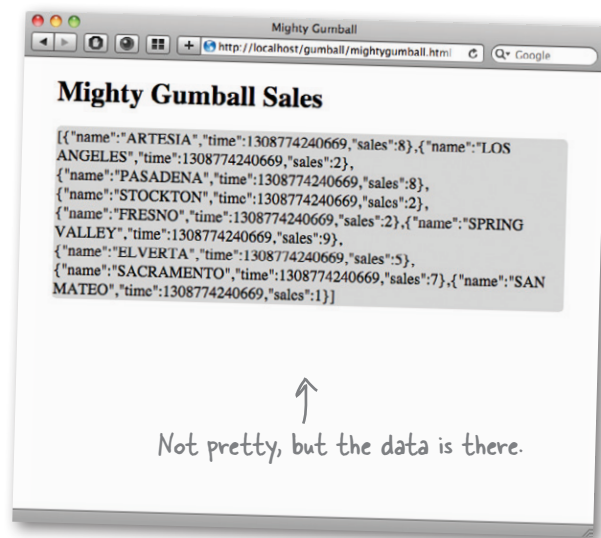 Mighty Gumball
http://localhost/gumball/mightygumball.html
Google
Mighty Gumball Sales
[{"name":"ARTESIA","time":1308774240669,"sales":8},{"name":"LOS
ANGELES","time":1308774240669,"sales":2},
{"name":"PASADENA","time":1308774240669,"sales":8},
{"name":"STOCKTON","time":1308774240669,"sales":2},
{"name":"FRESNO","time":1308774240669,"sales":2},{"name":"SPRING
VALLEY","time":1308774240669,"sales":9},
{"name":"ELVERTA","time":1308774240669,"sales":5},
{"name":"SACRAMENTO","time":1308774240669,"sales":7},{"name":"SAN
MATEO","time":1308774240669,"sales":1}]
Not pretty, but the data is there.